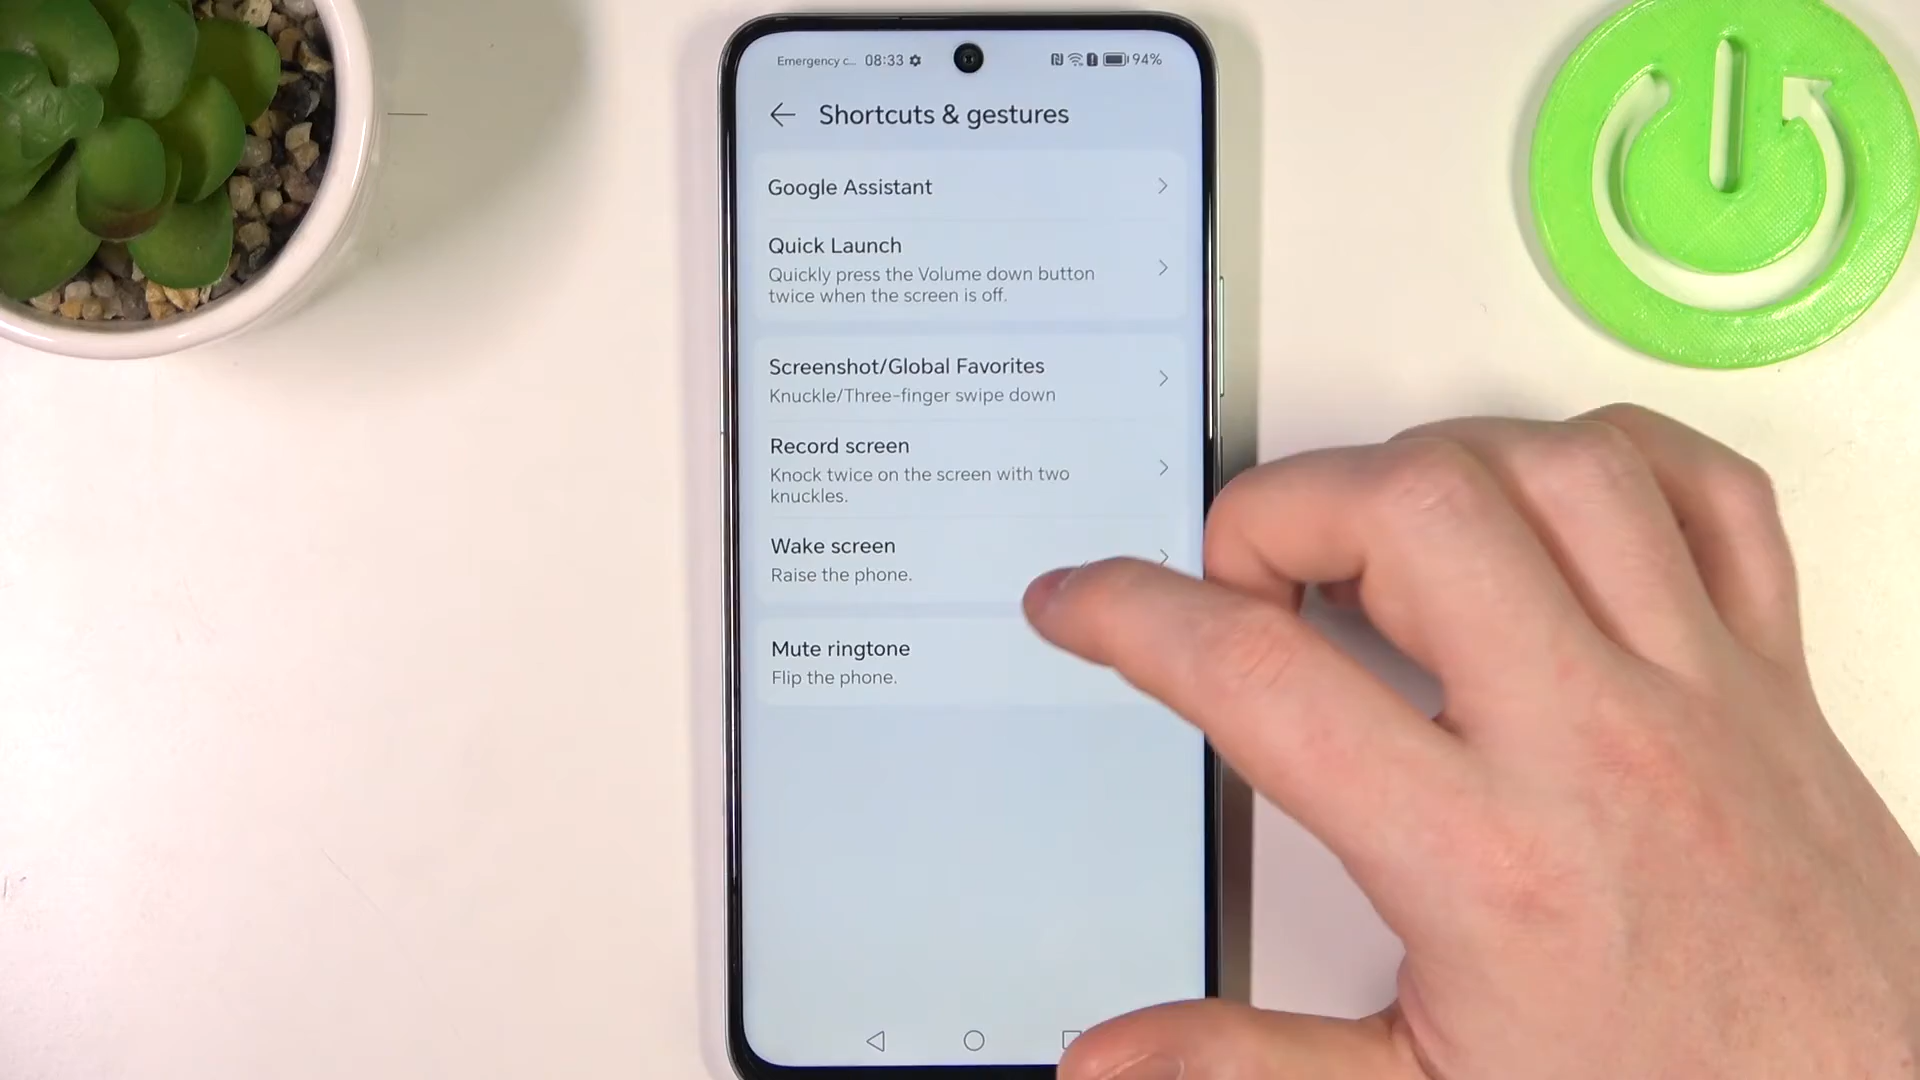 Emergency c... 08:33 94%
Shortcuts & gestures
Google Assistant
Quick Launch
Quickly press the Volume down button
twice when the screen is off.
Screenshot/Global Favorites
Knuckle/Three-finger swipe down
Record screen
Knock twice on the screen with two
knuckles.
Wake screen
Raise the phone.
Mute ringtone
Flip the phone.